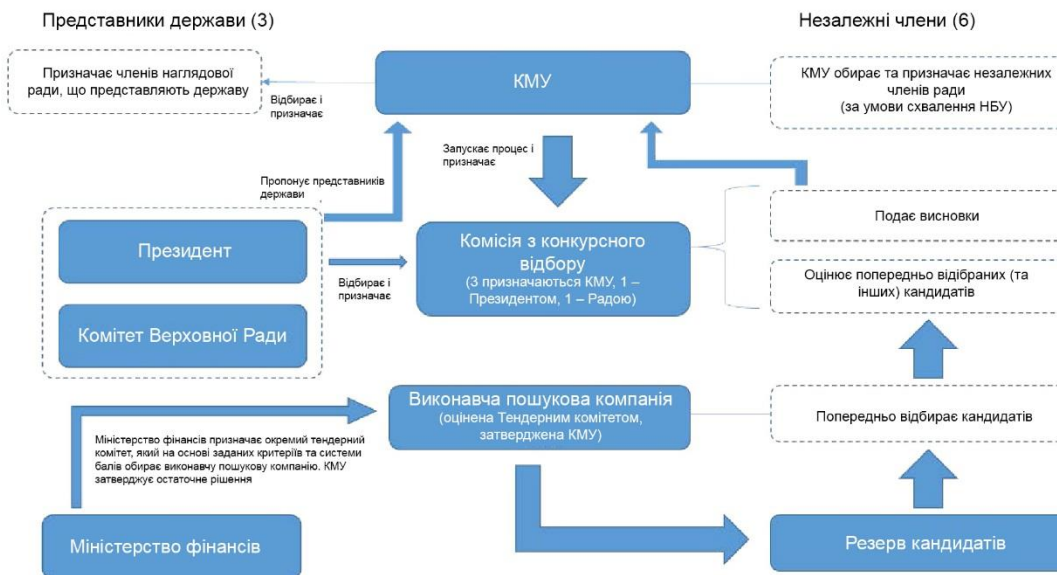 Представники держави (3)
Незалежні члени (6)
Призначає членів наглядової
ради, що представляють державу
Відбирає і
призначає
КМУ
КМУ обирає та призначає незалежних
членів ради
(за умови схвалення НБУ)
Запускає процес і
призначає
Пропонує представників
держави
Президент
Комітет Верховної Ради
Відбирає і
призначає
Комісія з конкурсного
відбору
(3 призначаються КМУ, 1 –
Президентом, 1 – Радою)
Подає висновки
Оцінює попередньо відібраних (та
інших) кандидатів
Виконавча пошукова компанія
(оцінена Тендерним комітетом,
затверджена КМУ)
Попередньо відбирає кандидатів
Міністерство фінансів призначає окремий тендерний
комітет, який на основі заданих критеріїв та системи
балів обирає виконавчу пошукову компанію. КМУ
затверджує остаточне рішення
Міністерство фінансів
Резерв кандидатів